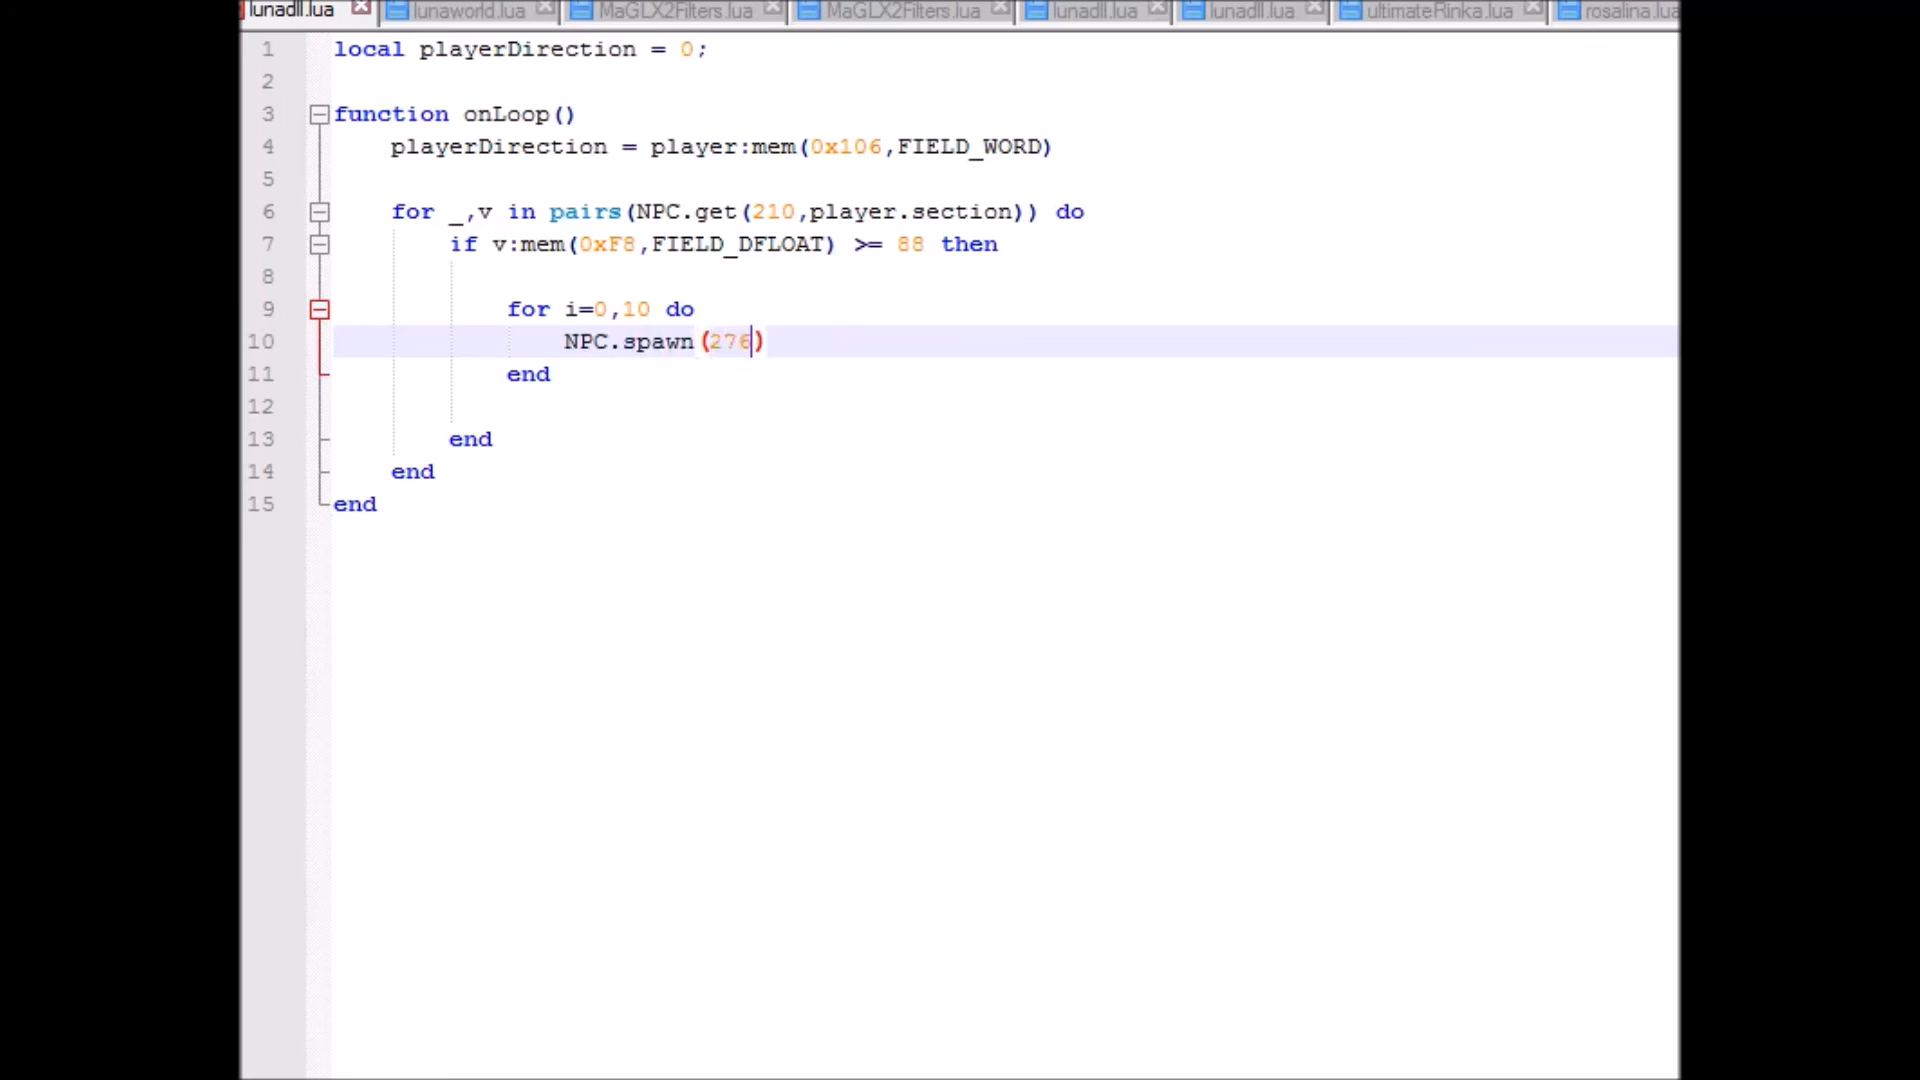 lunadll.lua lunaworld.lua MaGLX2Filters.lua MaGLX2Filters.lua lunadll.lua lunadll.lua ultimateRinka.lua rosalina.lua
1 local playerDirection = 0;
2
3 function onLoop()
4 playerDirection = player:mem(0x106,FIELD_WORD)
5
6 for _,v in pairs(NPC.get(210,player.section)) do
7 if v:mem(0xF8,FIELD_DFLOAT) >= 88 then
8
9 for i=0,10 do
10 NPC.spawn(276)
11 end
12
13 end
14 end
15 end